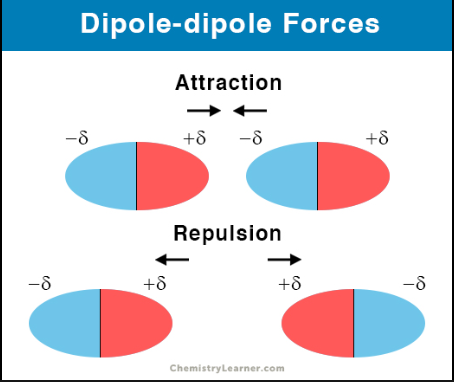 Dipole-dipole Forces
Attraction
−δ +δ −δ +δ
Repulsion
−δ +δ +δ −δ
ChemistryLearner.com